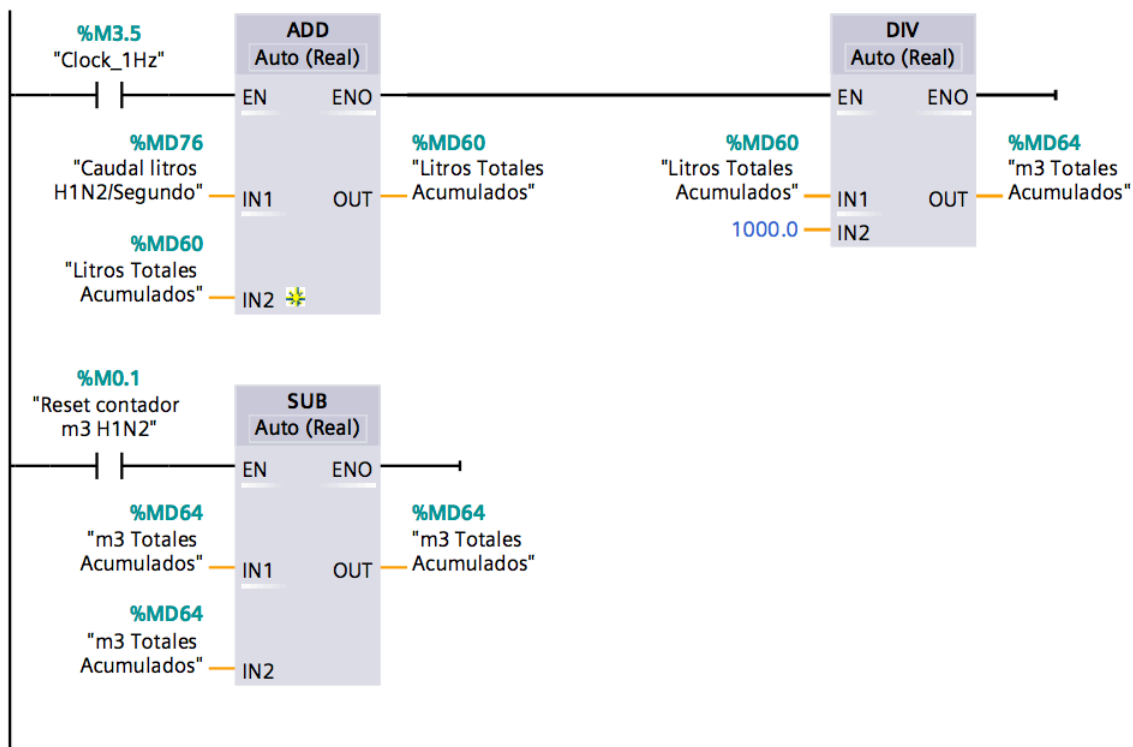 %M3.5
"Clock_1Hz"
ADD
Auto (Real)
EN ENO
%MD76
"Caudal litros
H1N2/Segundo"
IN1
OUT
%MD60
"Litros Totales
Acumulados"
%MD60
"Litros Totales
Acumulados"
IN2
DIV
Auto (Real)
EN ENO
%MD60
"Litros Totales
Acumulados"
IN1
OUT
%MD64
"m3 Totales
Acumulados"
1000.0
IN2
%M0.1
"Reset contador
m3 H1N2"
SUB
Auto (Real)
EN ENO
%MD64
"m3 Totales
Acumulados"
IN1
OUT
%MD64
"m3 Totales
Acumulados"
%MD64
"m3 Totales
Acumulados"
IN2